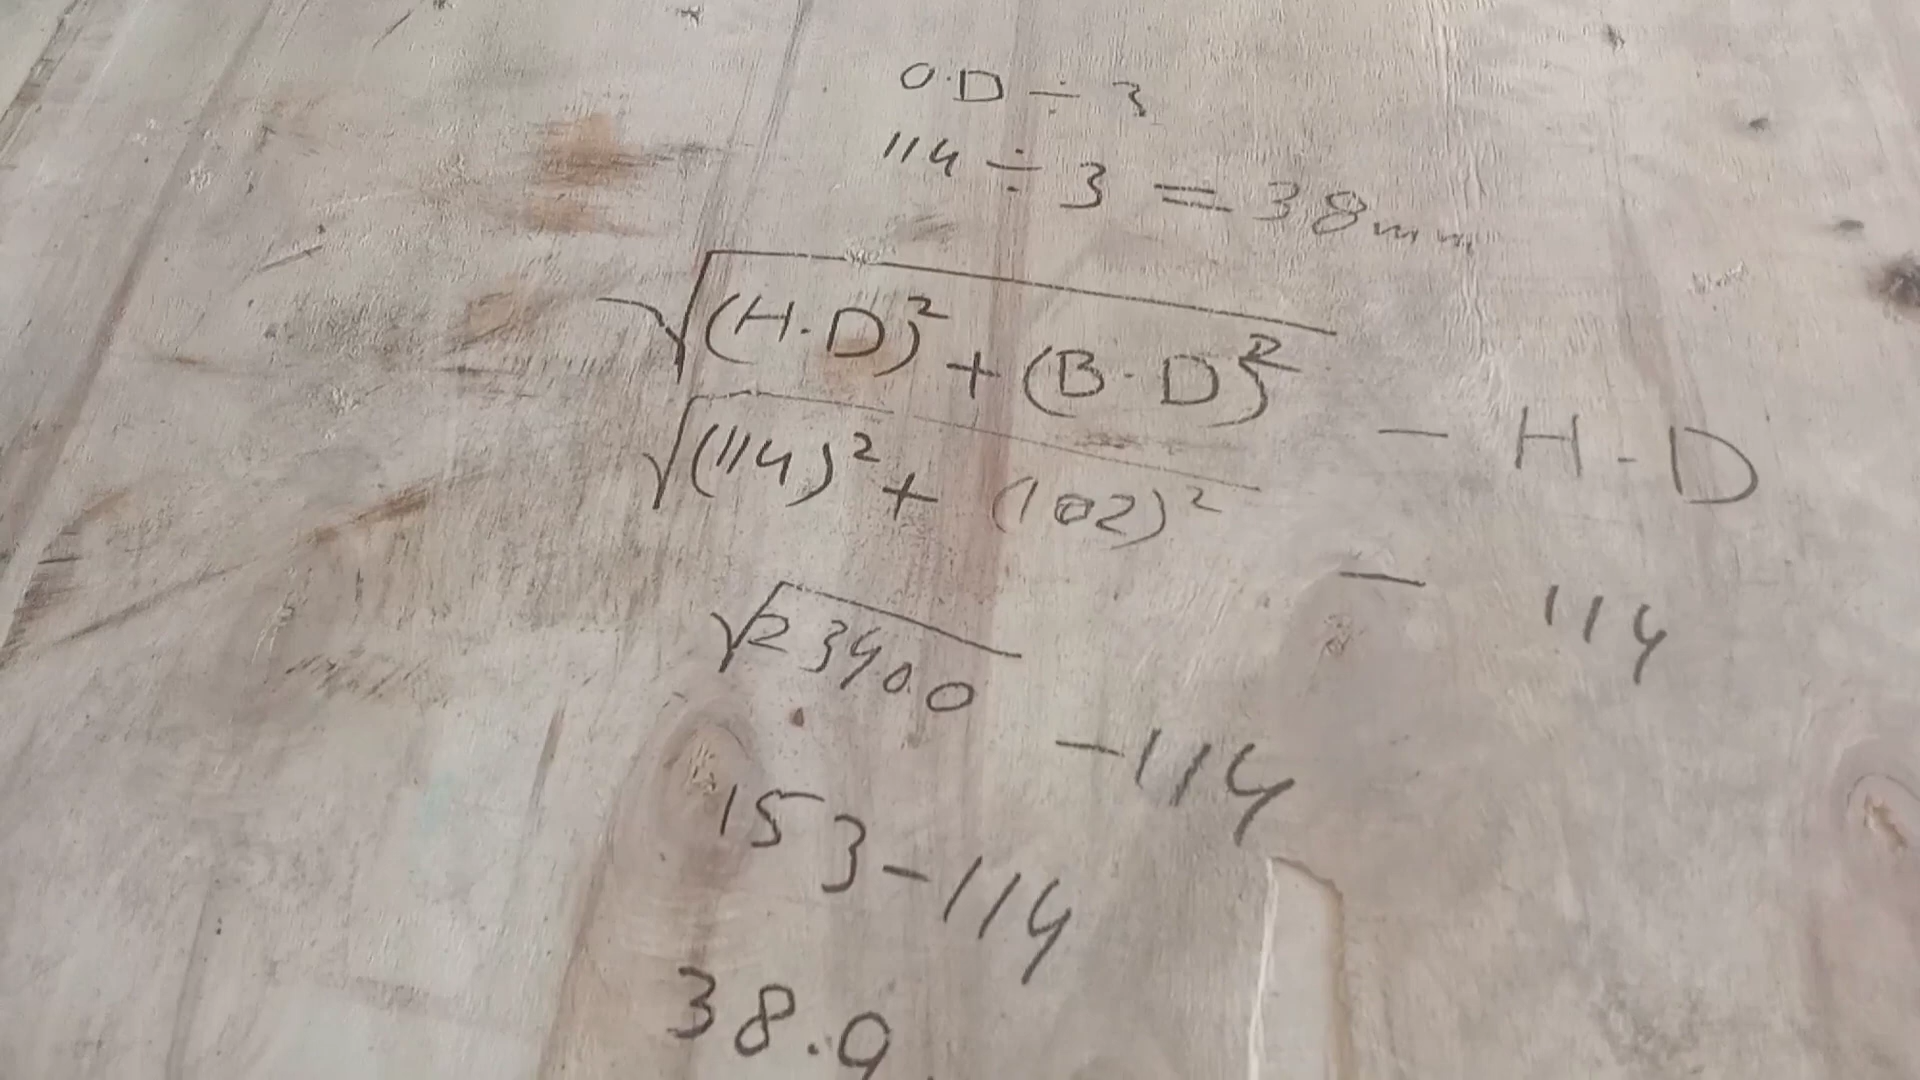 O.D ÷ 3
114 ÷ 3 = 38mm
√(H.D)² + (B.D)² - H.D
√(114)² + (102)² - 114
√23400 - 114
153-114
38.9